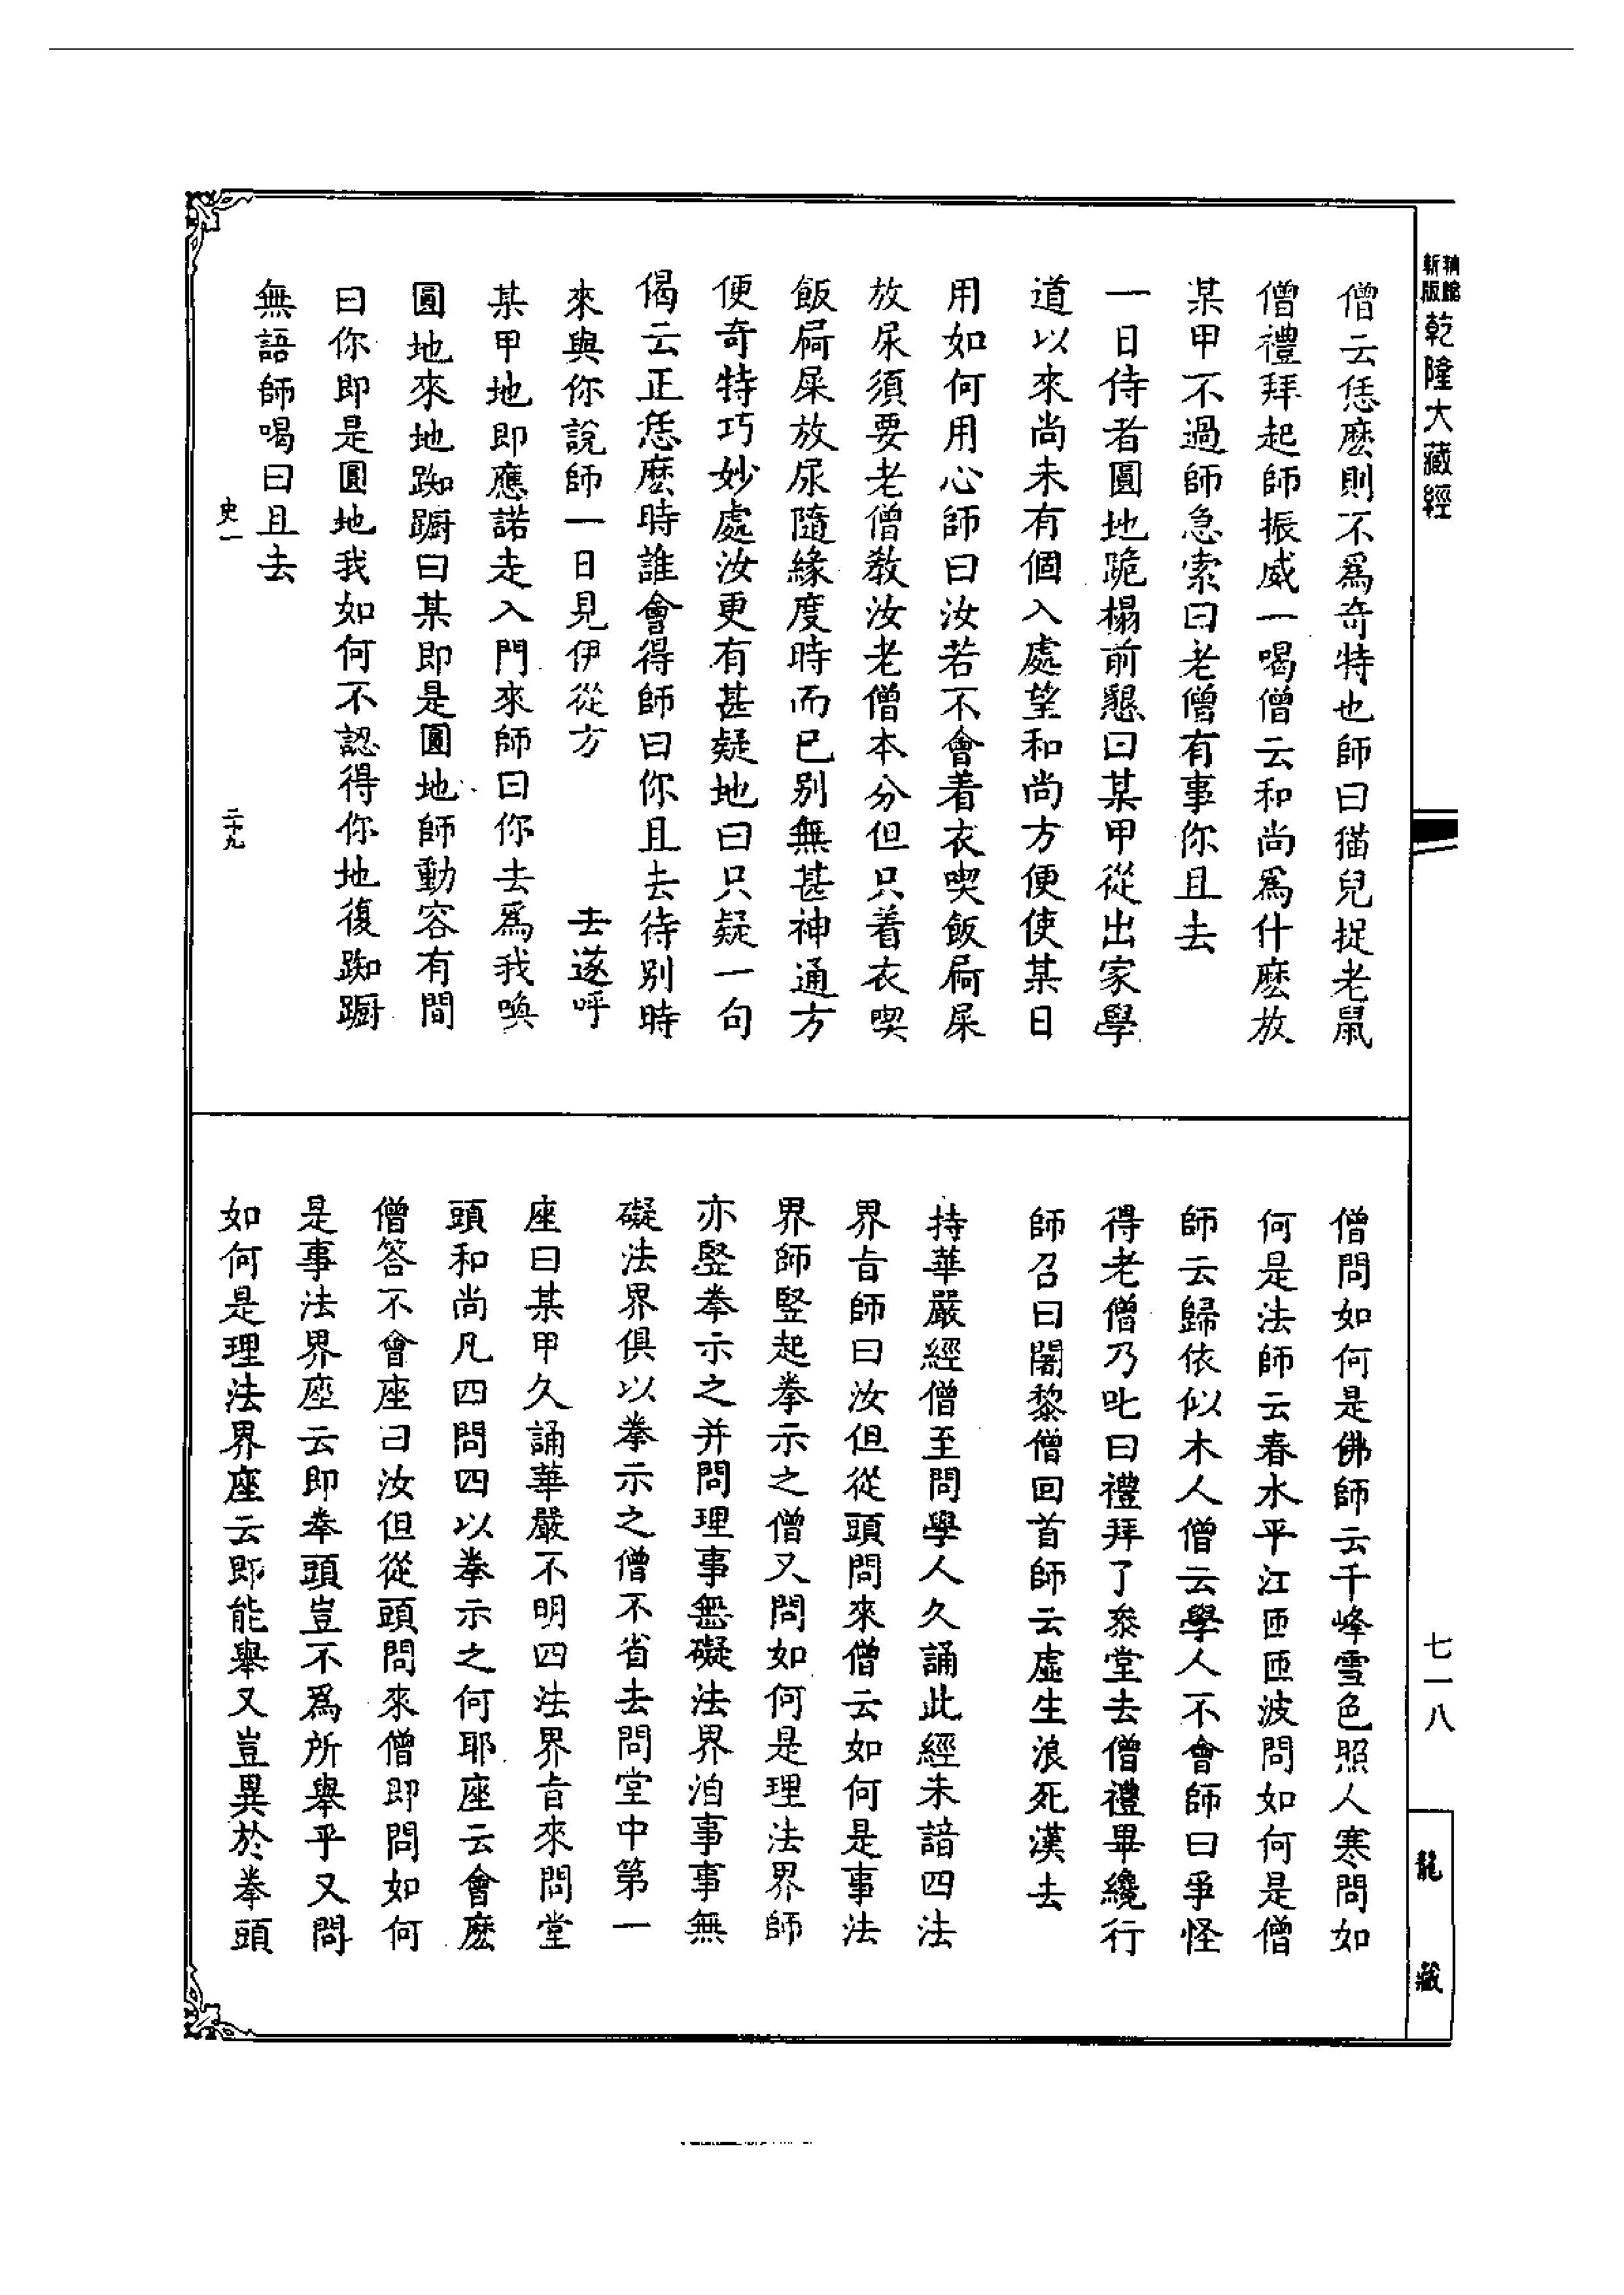 新版
乾隆大藏經
僧云恁麽則不爲奇特也師曰猫兒捉老鼠
僧禮拜起師振威一喝僧云和尚爲什麽放
某甲不過師急索曰老僧有事你且去
一日侍者圓地跪榻前懇曰某甲從出家學
道以來尚未有個入處望和尚方便使某日
用如何用心師曰汝若不會着衣喫飯屙屎
放尿須要老僧教汝老僧本分但只着衣喫
飯屙屎放尿隨緣度時而已別無甚神通方
便奇特巧妙處汝更有甚疑地曰只疑一句
偈云正恁麽時誰會得師曰你且去待別時
來與你說師一日見伊從方　　去遂呼
某甲地即應諾走入門來師曰你去爲我喚
圓地來地踟躕曰某即是圓地師動容有間
曰你即是圓地我如何不認得你地復踟躕
無語師喝曰且去
史一　二十九
僧問如何是佛師云千峰雪色照人寒問如
何是法師云春水平江匝匝波問如何是僧
師云歸依似木人僧云學人不會師曰爭怪
得老僧乃叱曰禮拜了叅堂去僧禮畢纔行
師召曰闍黎僧回首師云虛生浪死漢去
持華嚴經僧至問學人久誦此經未諳四法
界旨師曰汝但從頭問來僧云如何是事法
界師竪起拳示之僧又問如何是理法界師
亦竪拳示之并問理事無礙法界洎事事無
礙法界俱以拳示之僧不省去問堂中第一
座曰某甲久誦華嚴不明四法界旨來問堂
頭和尚凡四問四以拳示之何耶座云會麽
僧答不會座曰汝但從頭問來僧即問如何
是事法界座云即拳頭豈不爲所舉乎又問
如何是理法界座云即能舉又豈異於拳頭
七一八
龍藏